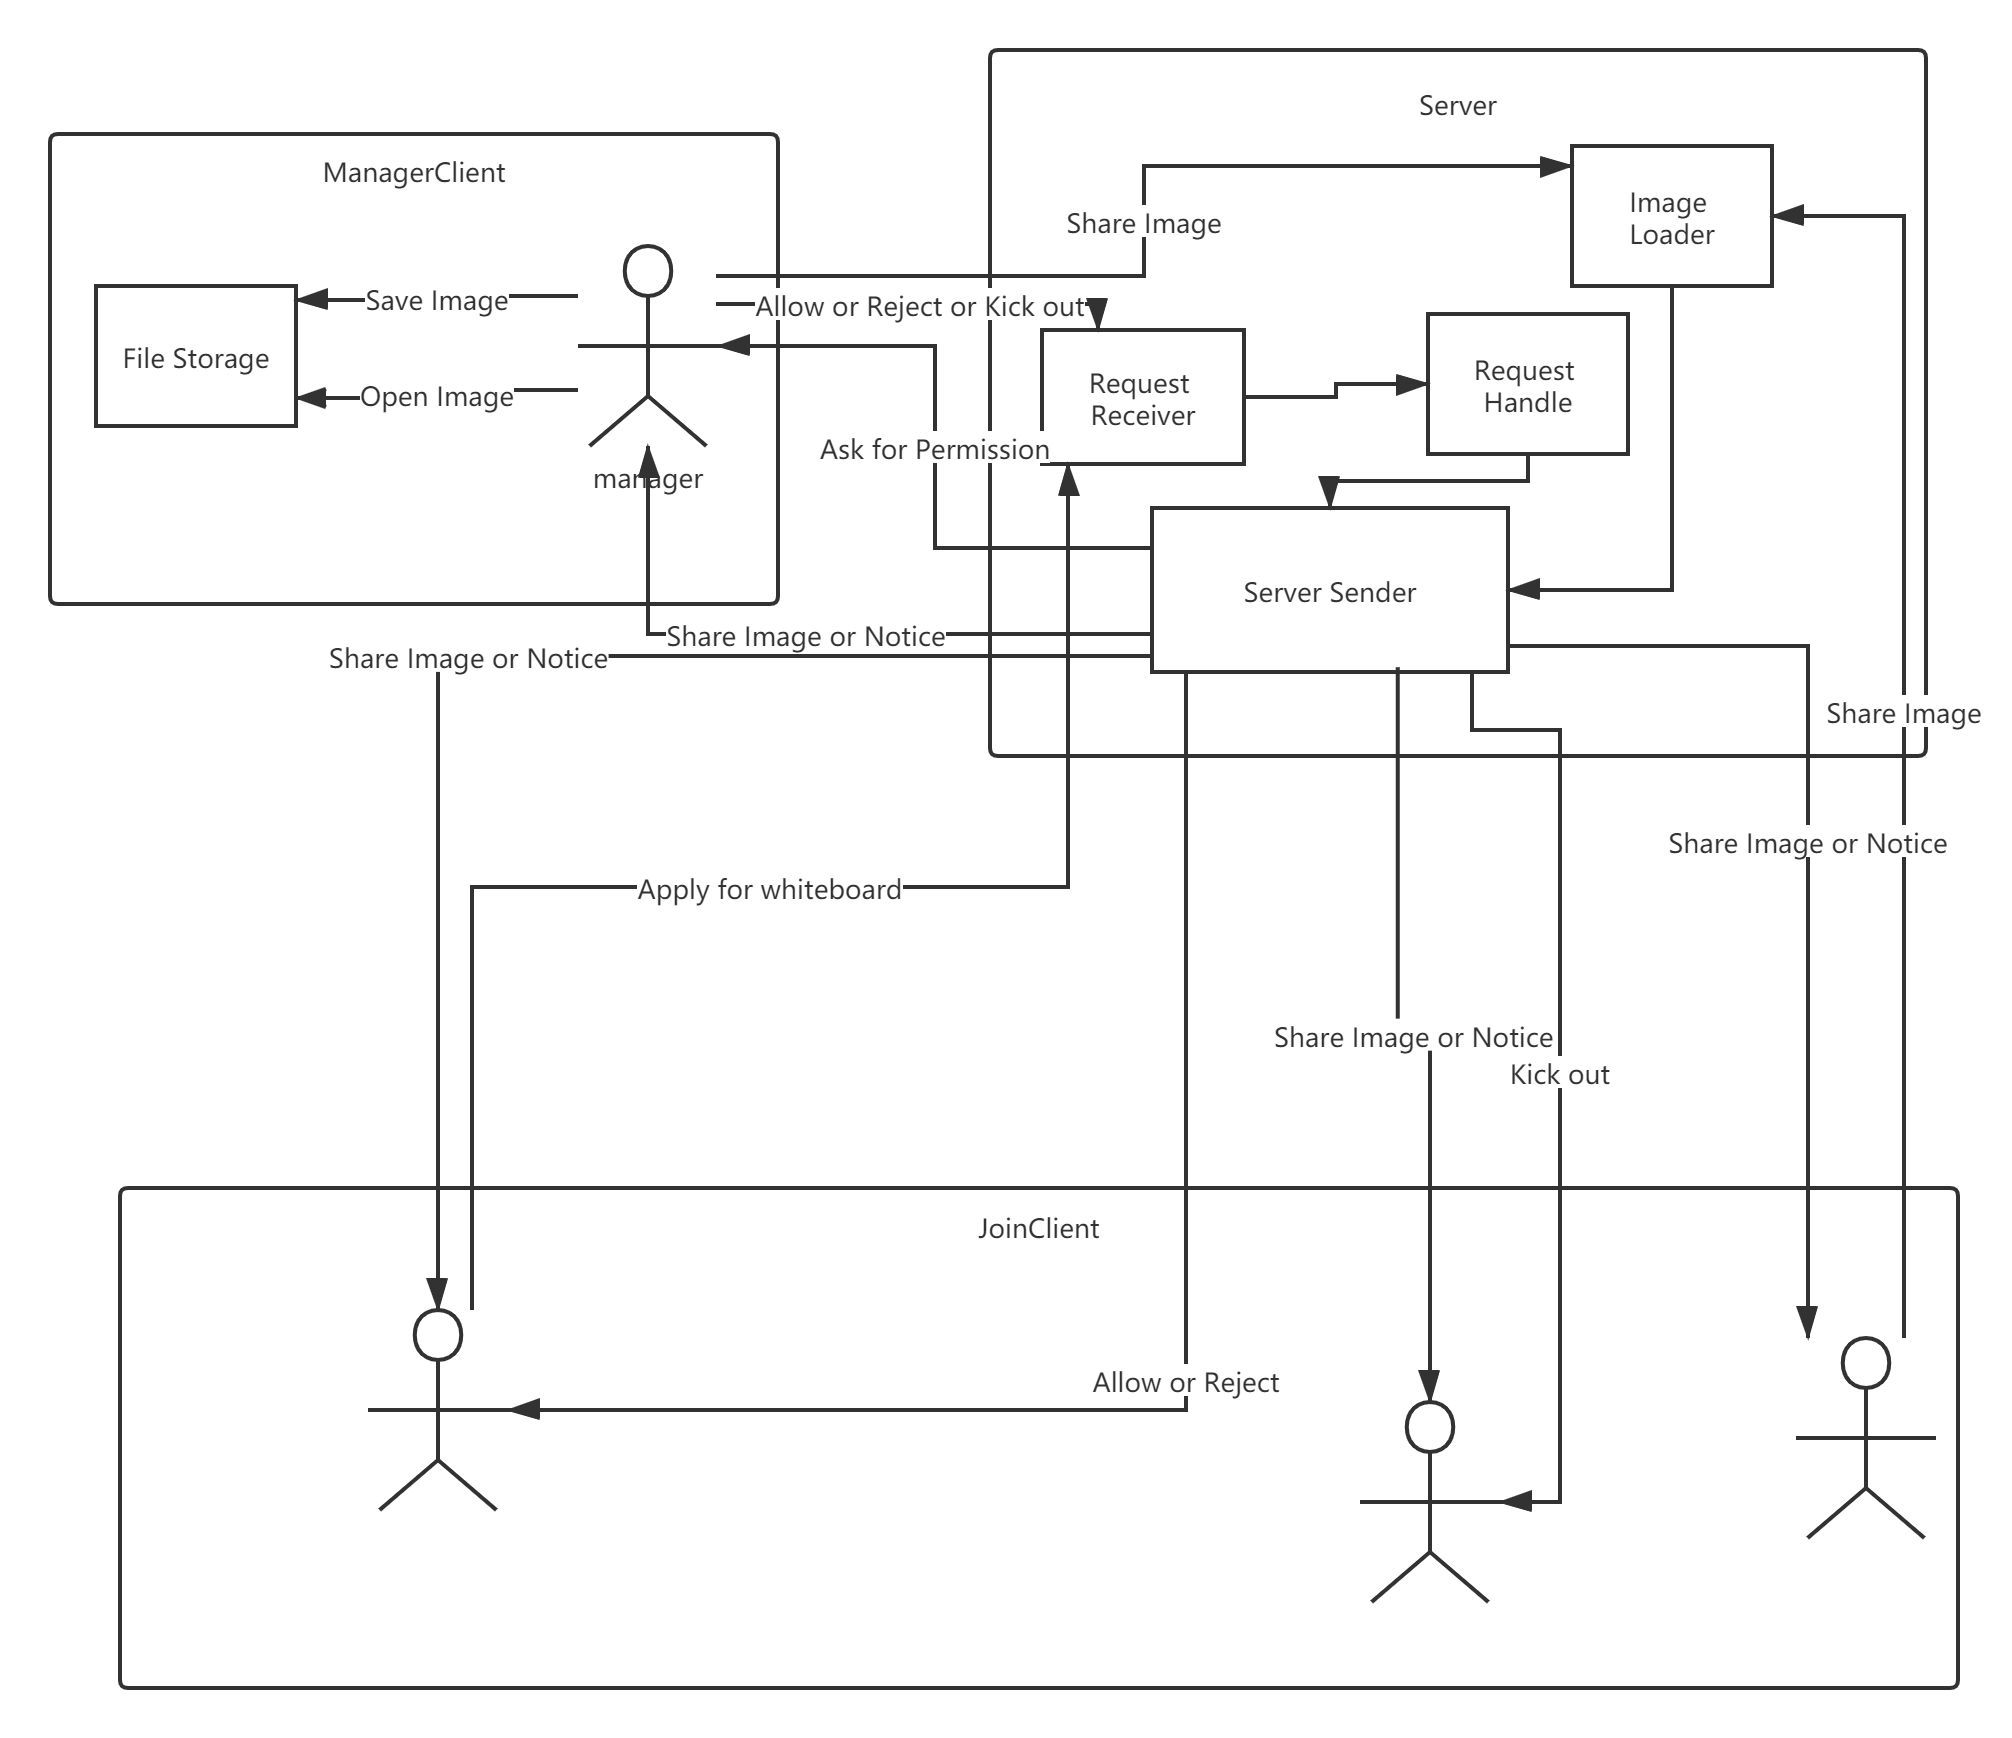 Server
ManagerClient
Image
Loader
Share Image
Save Image
Allow or Reject or Kick out
File Storage
Request
Receiver
Request
Handle
Open Image
Ask for Permission
manager
Server Sender
Share Image or Notice
Share Image or Notice
Share Image
Share Image or Notice
Apply for whiteboard
Share Image or Notice
Kick out
JoinClient
Allow or Reject